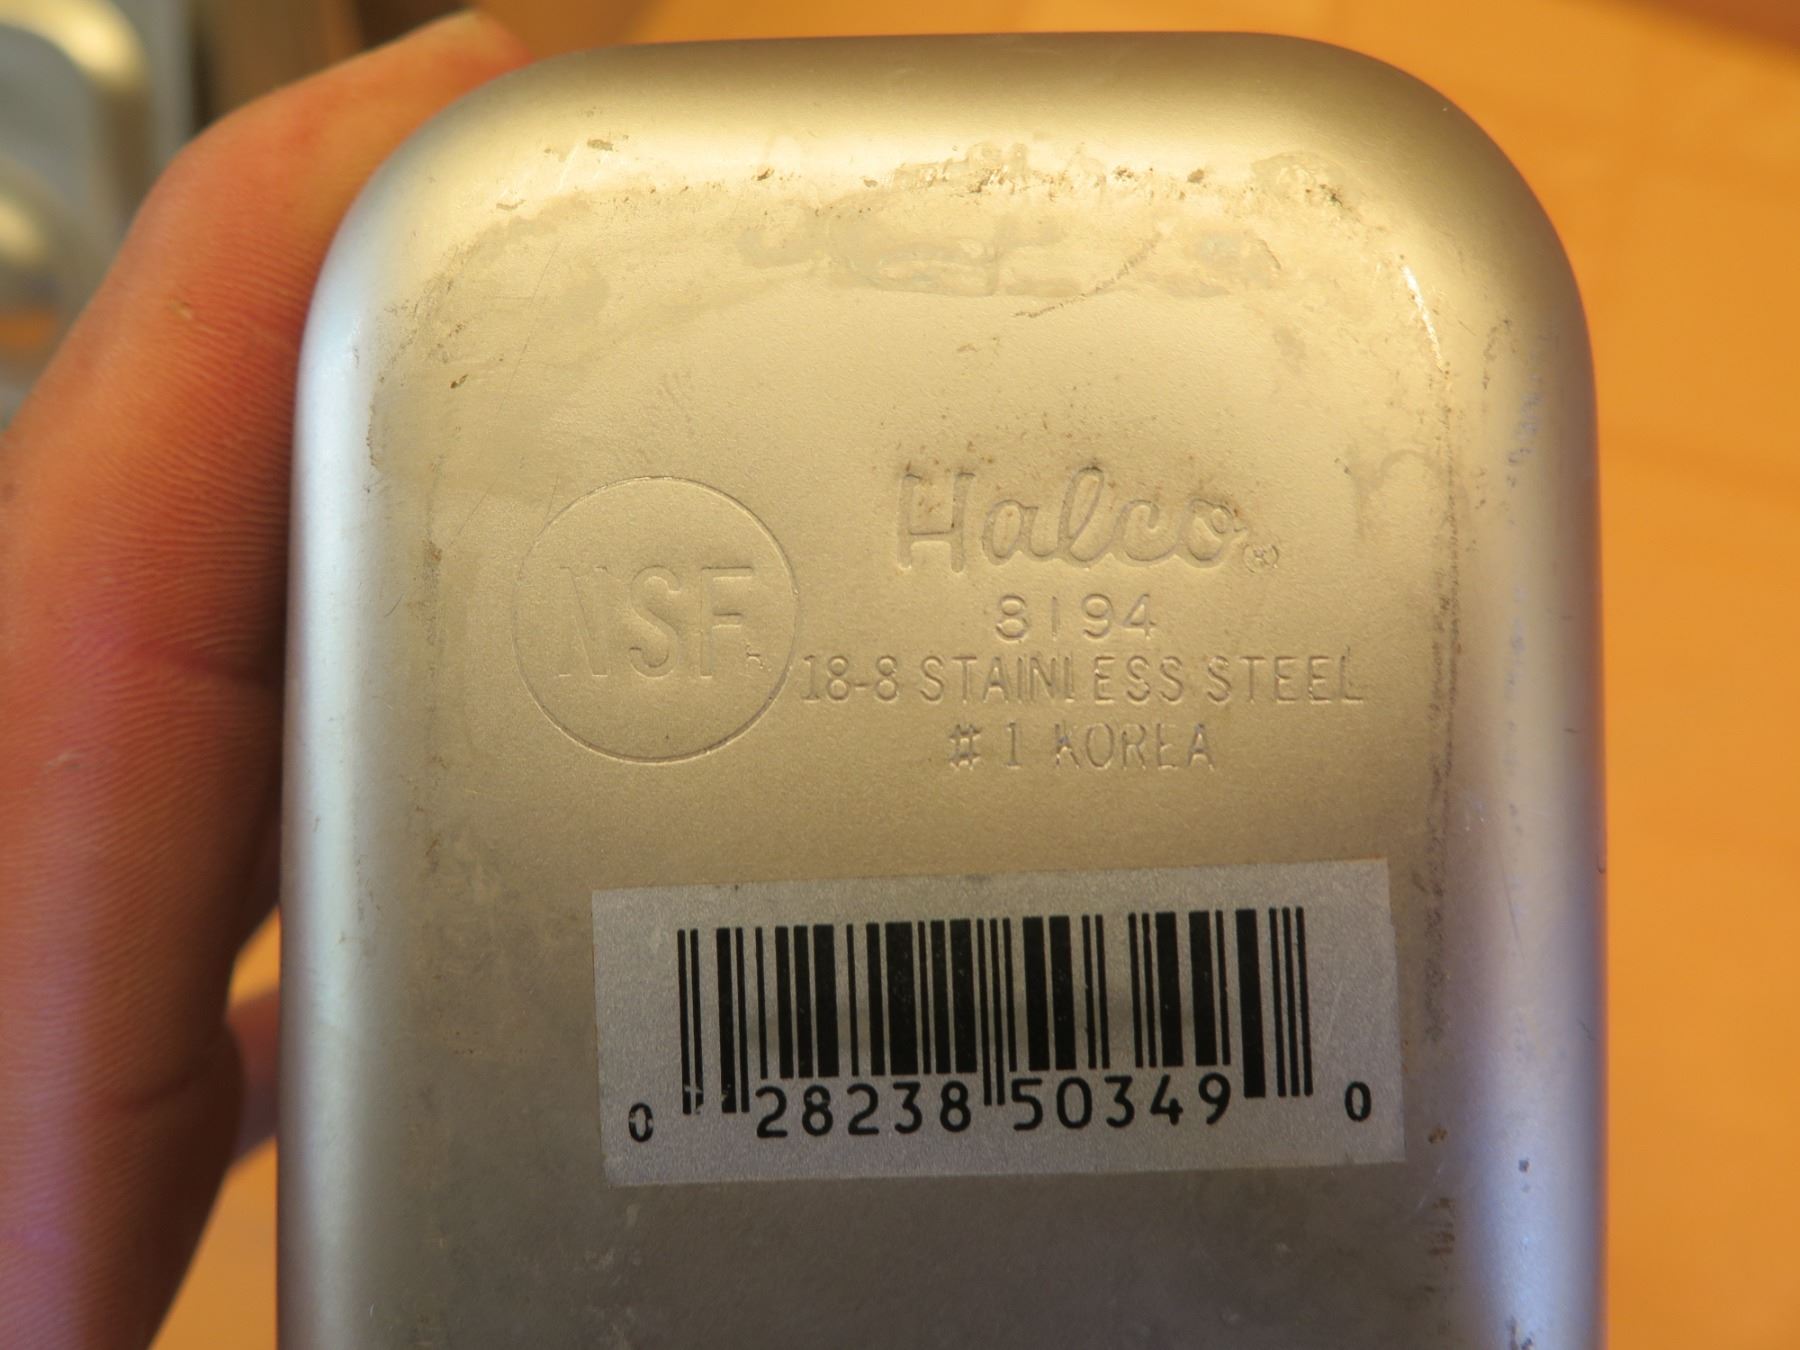 NSF
Halco®
8194
18-8 STAINLESS STEEL
# 1 KOREA
0 28238 50349 0